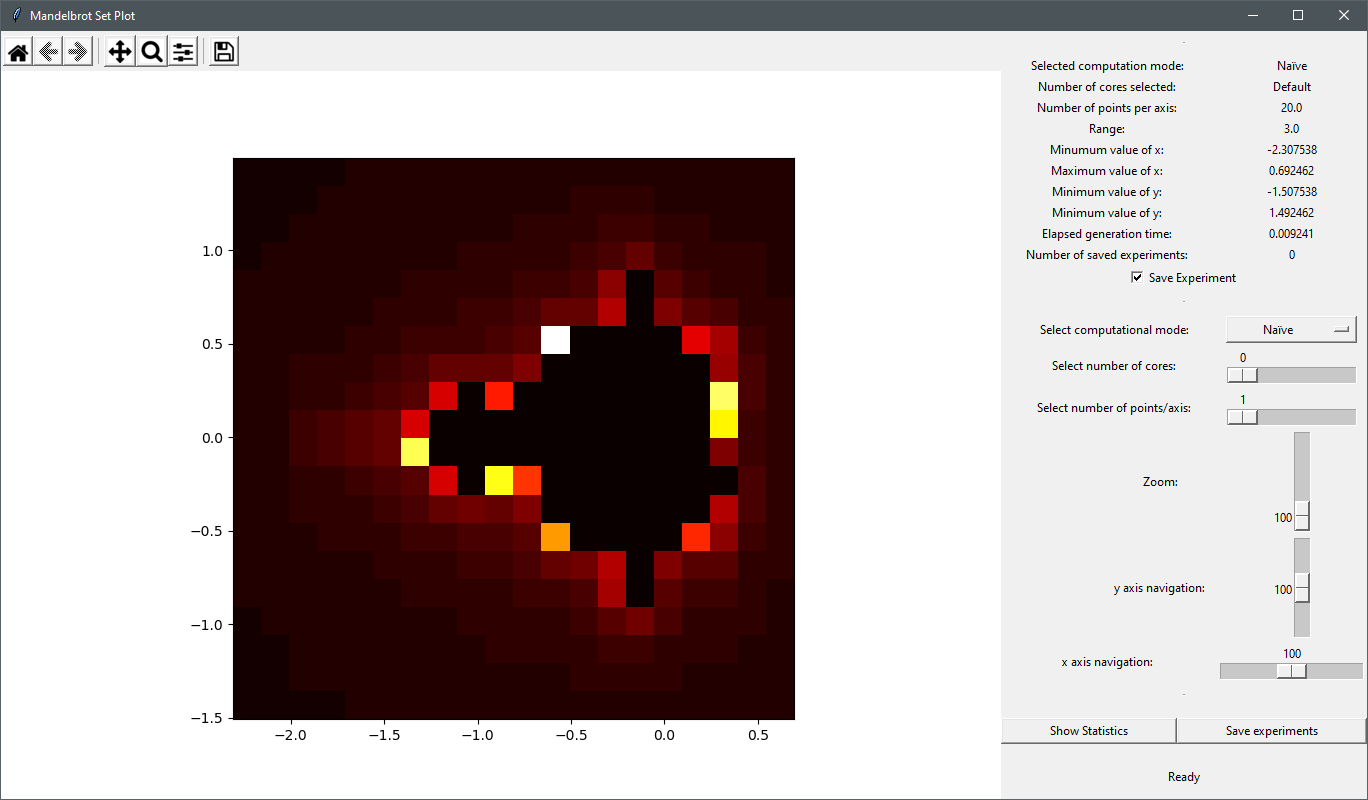 Mandelbrot Set Plot
Selected computation mode: Naïve
Number of cores selected: Default
Number of points per axis: 20.0
Range: 3.0
Minumum value of x: -2.307538
Maximum value of x: 0.692462
Minimum value of y: -1.507538
Minimum value of y: 1.492462
Elapsed generation time: 0.009241
Number of saved experiments: 0
Save Experiment
Select computational mode: Naïve
0
Select number of cores:
1
Select number of points/axis:
Zoom:
100
y axis navigation: 100
100
x axis navigation:
Show Statistics Save experiments
Ready
1.0
0.5
0.0
−0.5
−1.0
−1.5
−2.0 −1.5 −1.0 −0.5 0.0 0.5